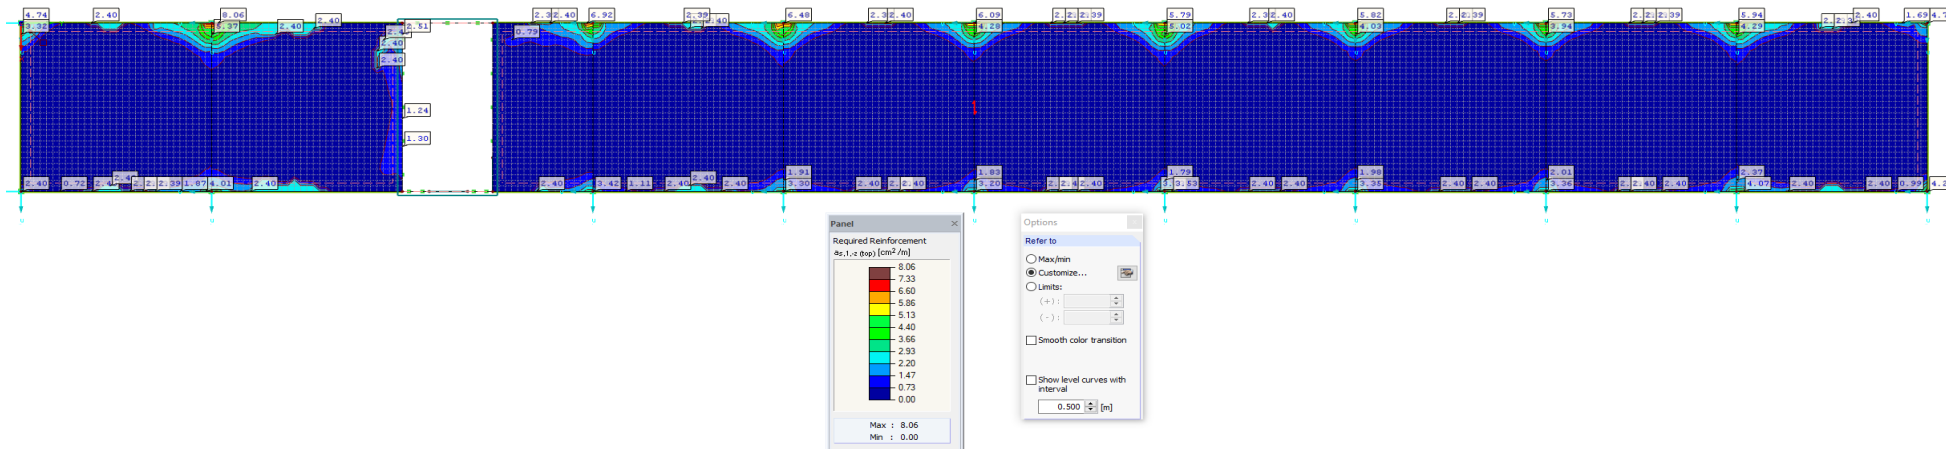 4.74 2.40 8.06 2.40 2.51 6.92 2.39 2.40 6.48 6.09 2.39 5.79 2.40 5.82 2.39 5.73 2.39 5.94 2.40 1.69
3.32 5.37 2.40 0.79 4.28 5.02 4.03 3.94 4.29
2.40
2.40
1.24
1.30
1.91 1.83 1.79 1.98 2.01 2.37
2.40 0.72 2.39 1.87 4.01 2.40 2.40 3.42 1.11 2.40 2.40 2.40 3.30 2.40 2.40 3.20 2.40 3.53 2.40 2.40 3.35 2.40 2.40 3.36 2.40 2.40 4.07 2.40 2.40 0.99
Panel
Required Reinforcement
as,1,-z (top) [cm²/m]
8.06
7.33
6.60
5.86
5.13
4.40
3.66
2.93
2.20
1.47
0.73
0.00
Max : 8.06
Min : 0.00
Options
Refer to
Max/min
Customize...
Limits:
(+):
(-):
Smooth color transition
Show level curves with
interval
0.500 [m]